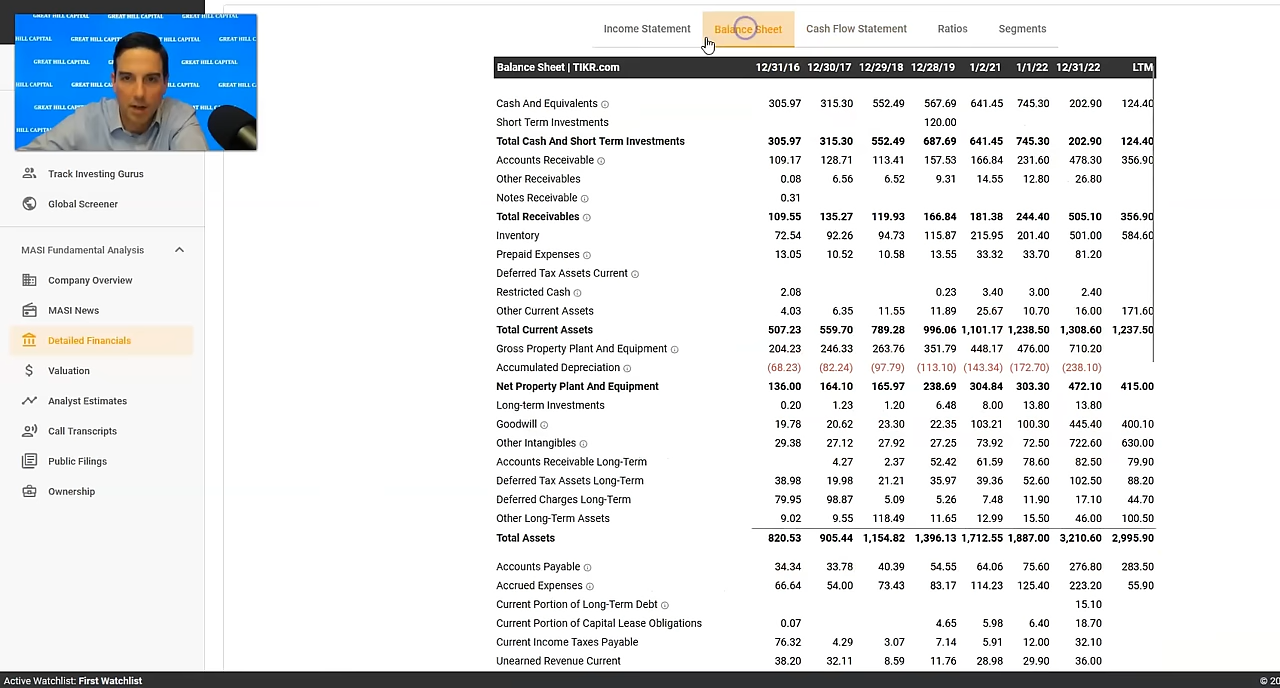 GREAT HILL CAPITAL GREAT HILL CAPITAL GREAT HILL CAPITAL
HILL CAPITAL GREAT HILL CAPITAL GREAT HILL C
GREAT HILL CAPITAL GREAT HILL CAPITAL
HILL CAPITAL GREAT HILL C
GREAT HILL CAPITAL
HILL CAPITAL
Track Investing Gurus
Global Screener
MASI Fundamental Analysis
Company Overview
MASI News
Detailed Financials
Valuation
Analyst Estimates
Call Transcripts
Public Filings
Ownership
Income Statement Balance Sheet Cash Flow Statement Ratios Segments
Balance Sheet | TIKR.com 12/31/16 12/30/17 12/29/18 12/28/19 1/2/21 1/1/22 12/31/22 LTM
Cash And Equivalents 305.97 315.30 552.49 567.69 641.45 745.30 202.90 124.40
Short Term Investments 120.00
Total Cash And Short Term Investments 305.97 315.30 552.49 687.69 641.45 745.30 202.90 124.40
Accounts Receivable 109.17 128.71 113.41 157.53 166.84 231.60 478.30 356.90
Other Receivables 0.08 6.56 6.52 9.31 14.55 12.80 26.80
Notes Receivable 0.31
Total Receivables 109.55 135.27 119.93 166.84 181.38 244.40 505.10 356.90
Inventory 72.54 92.26 94.73 115.87 215.95 201.40 501.00 584.60
Prepaid Expenses 13.05 10.52 10.58 13.55 33.32 33.70 81.20
Deferred Tax Assets Current
Restricted Cash 2.08 0.23 3.40 3.00 2.40
Other Current Assets 4.03 6.35 11.55 11.89 25.67 10.70 16.00 171.60
Total Current Assets 507.23 559.70 789.28 996.06 1,101.17 1,238.50 1,308.60 1,237.50
Gross Property Plant And Equipment 204.23 246.33 263.76 351.79 448.17 476.00 710.20
Accumulated Depreciation (68.23) (82.24) (97.79) (113.10) (143.34) (172.70) (238.10)
Net Property Plant And Equipment 136.00 164.10 165.97 238.69 304.84 303.30 472.10 415.00
Long-term Investments 0.20 1.23 1.20 6.48 8.00 13.80 13.80
Goodwill 19.78 20.62 23.30 22.35 103.21 100.30 445.40 400.10
Other Intangibles 29.38 27.12 27.92 27.25 73.92 72.50 722.60 630.00
Accounts Receivable Long-Term 4.27 2.37 52.42 61.59 78.60 82.50 79.90
Deferred Tax Assets Long-Term 38.98 19.98 21.21 35.97 39.36 52.60 102.50 88.20
Deferred Charges Long-Term 79.95 98.87 5.09 5.26 7.48 11.90 17.10 44.70
Other Long-Term Assets 9.02 9.55 118.49 11.65 12.99 15.50 46.00 100.50
Total Assets 820.53 905.44 1,154.82 1,396.13 1,712.55 1,887.00 3,210.60 2,995.90
Accounts Payable 34.34 33.78 40.39 54.55 64.06 75.60 276.80 283.50
Accrued Expenses 66.64 54.00 73.43 83.17 114.23 125.40 223.20 55.90
Current Portion of Long-Term Debt 15.10
Current Portion of Capital Lease Obligations 0.07 4.65 5.98 6.40 18.70
Current Income Taxes Payable 76.32 4.29 3.07 7.14 5.91 12.00 32.10
Unearned Revenue Current 38.20 32.11 8.59 11.76 28.98 29.90 36.00
Active Watchlist: First Watchlist © 20